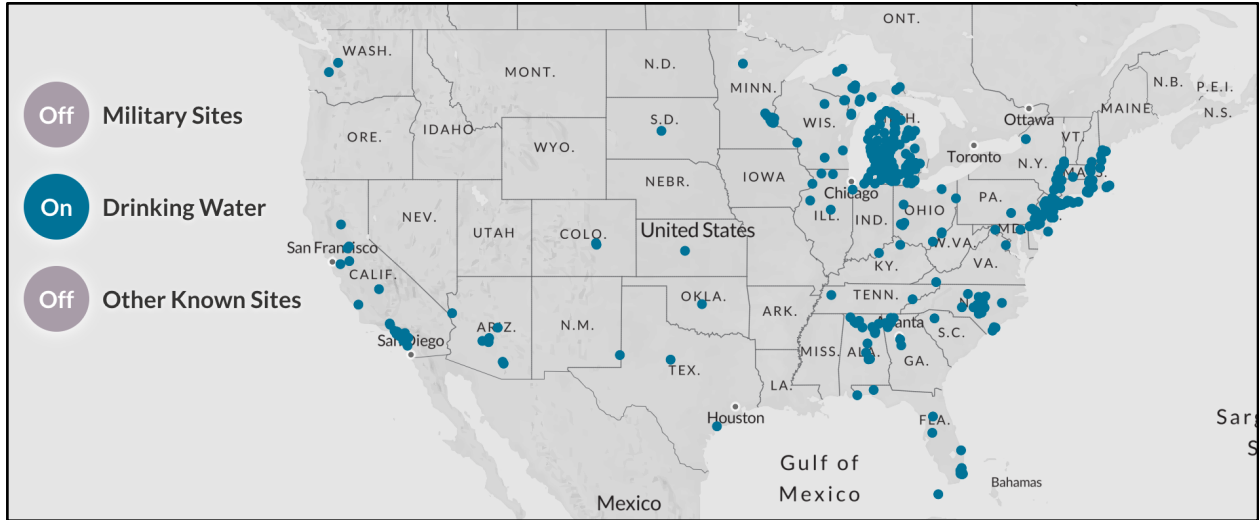 ONT.
WASH.
N.D.
MONT.
MINN.
N.B.
P.E.I.
MAINE
N.S.
Off Military Sites
S.D.
WIS.
Ottawa
VT.
ORE.
IDAHO
WYO.
Toronto
N.Y.
MASS.
NEBR.
IOWA
Chicago
PA.
On Drinking Water
NEV.
UTAH
COLO.
United States
ILL.
IND.
OHIO
MD.
W.VA.
San Francisco
CALIF.
KY.
VA.
Off Other Known Sites
OKLA.
TENN.
ARIZ.
N.M.
ARK.
Atlanta
S.C.
San Diego
MISS.
ALA.
GA.
TEX.
LA.
Houston
FLA.
Gulf of
Mexico
Bahamas
Mexico